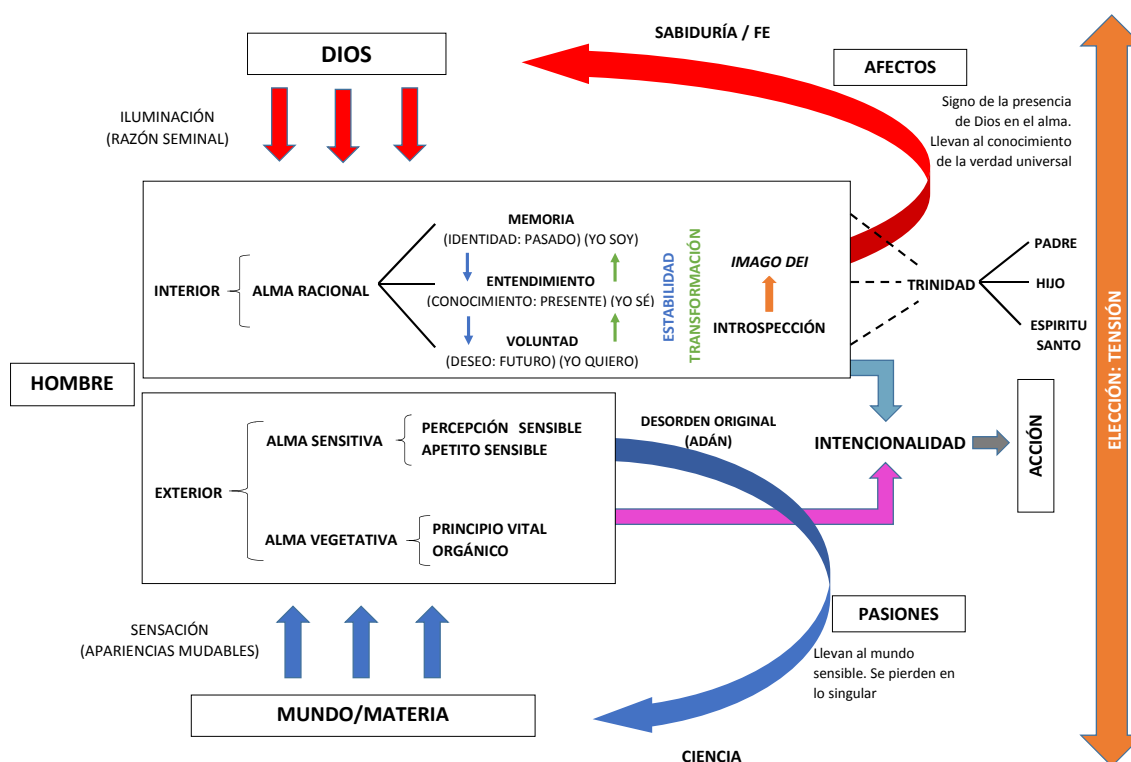 SABIDURÍA / FE
DIOS
AFECTOS
ILUMINACIÓN
(RAZÓN SEMINAL)
Signo de la presencia
de Dios en el alma.
Llevan al conocimiento
de la verdad universal
MEMORIA
(IDENTIDAD: PASADO) (YO SOY)
ENTENDIMIENTO
(CONOCIMIENTO: PRESENTE) (YO SÉ)
VOLUNTAD
(DESEO: FUTURO) (YO QUIERO)
INTERIOR
ALMA RACIONAL
ESTABILIDAD
TRANSFORMACIÓN
IMAGO DEI
INTROSPECCIÓN
TRINIDAD
PADRE
HIJO
ESPIRITU
SANTO
ELECCIÓN: TENSIÓN
HOMBRE
EXTERIOR
ALMA SENSITIVA
PERCEPCIÓN SENSIBLE
APETITO SENSIBLE
ALMA VEGETATIVA
PRINCIPIO VITAL
ORGÁNICO
DESORDEN ORIGINAL
(ADÁN)
INTENCIONALIDAD
ACCIÓN
SENSACIÓN
(APARIENCIAS MUDABLES)
PASIONES
Llevan al mundo
sensible. Se pierden en
lo singular
MUNDO/MATERIA
CIENCIA